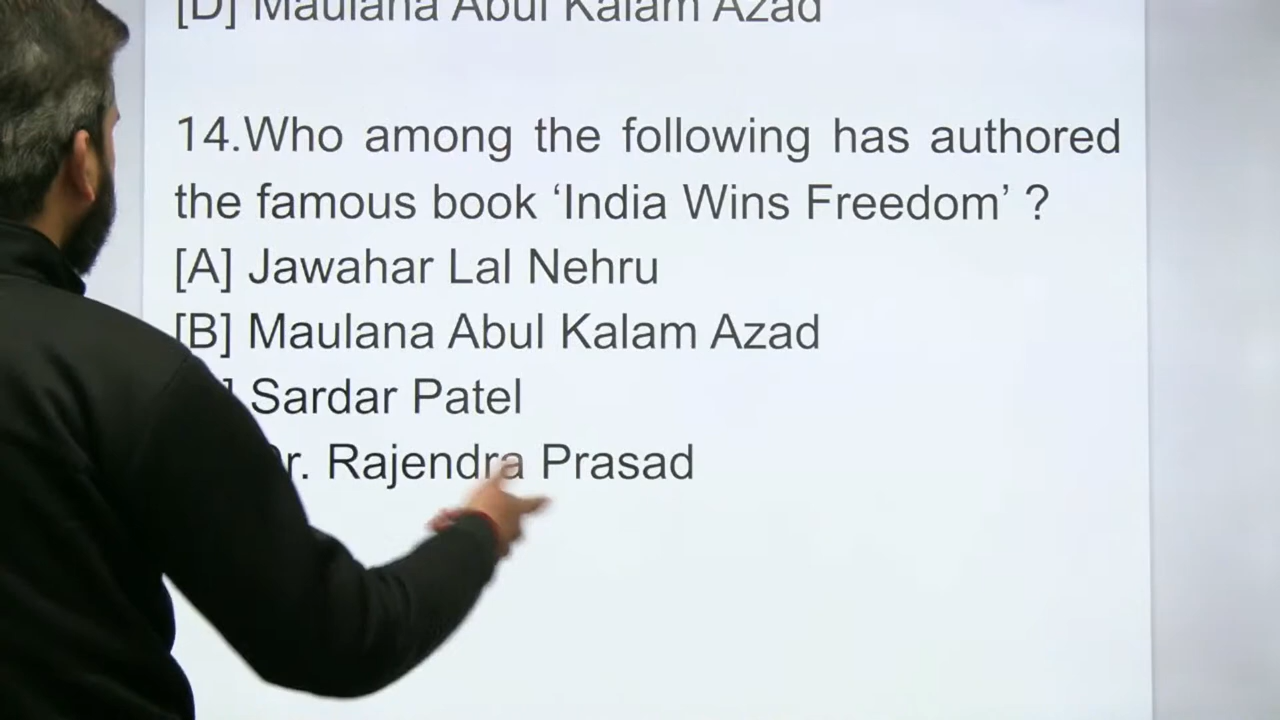 [D] Maulana Abul Kalam Azad
14.Who among the following has authored
the famous book ‘India Wins Freedom’ ?
[A] Jawahar Lal Nehru
[B] Maulana Abul Kalam Azad
] Sardar Patel
Dr. Rajendra Prasad